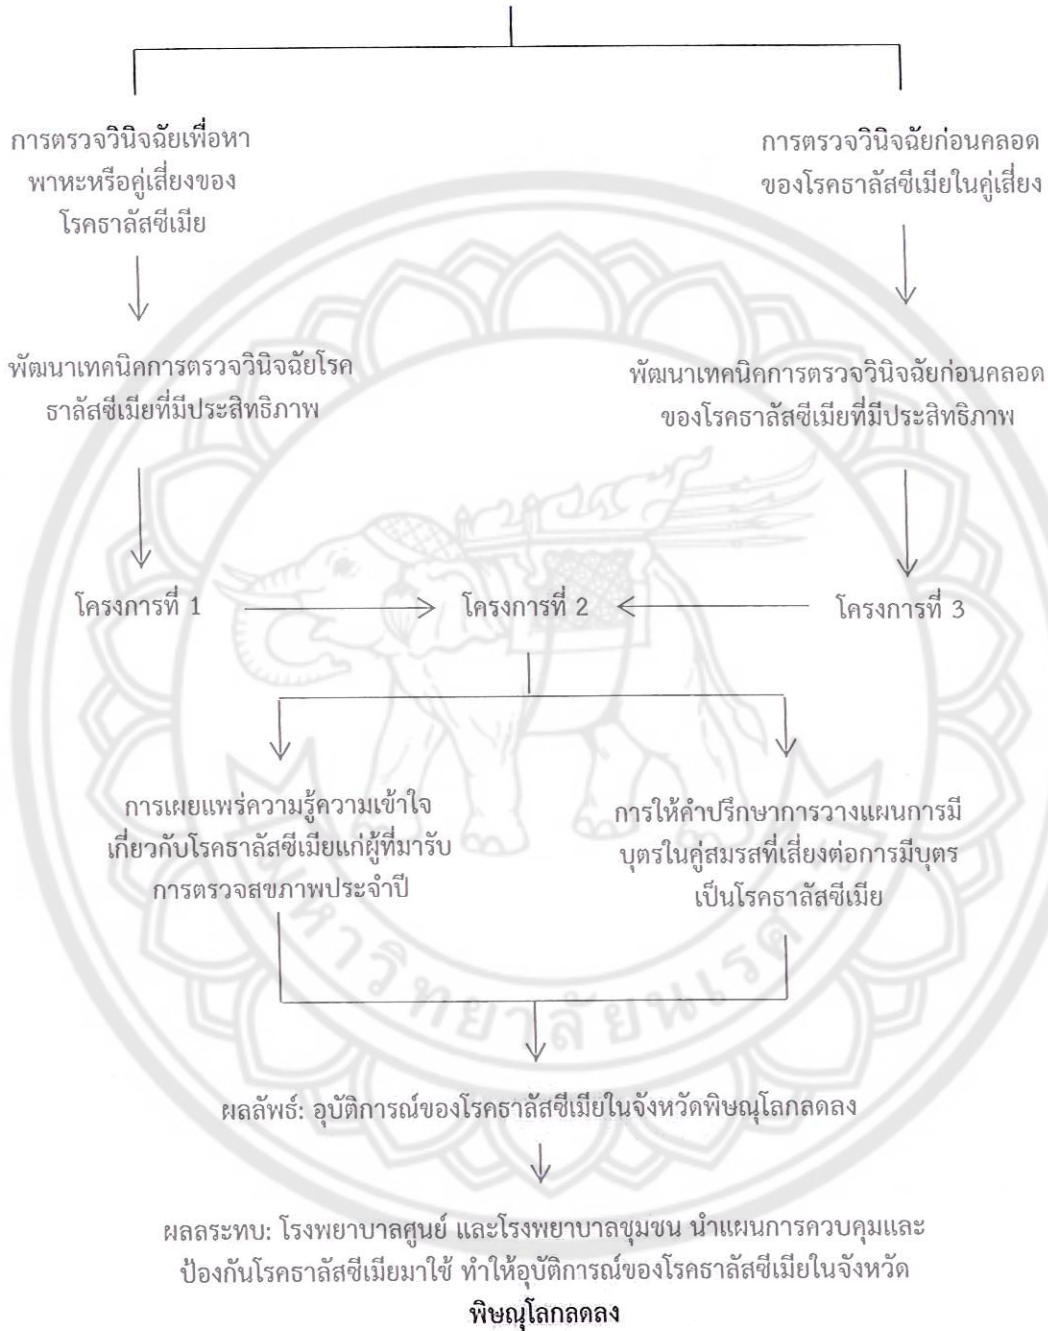 การตรวจวินิจฉัยเพื่อหา
พาหะหรือคู่เสี่ยงของ
โรคธาลัสซีเมีย
การตรวจวินิจฉัยก่อนคลอด
ของโรคธาลัสซีเมียในคู่เสี่ยง
พัฒนาเทคนิคการตรวจวินิจฉัยโรค
ธาลัสซีเมียที่มีประสิทธิภาพ
พัฒนาเทคนิคการตรวจวินิจฉัยก่อนคลอด
ของโรคธาลัสซีเมียที่มีประสิทธิภาพ
โครงการที่ 1
โครงการที่ 2
โครงการที่ 3
การเผยแพร่ความรู้ความเข้าใจ
เกี่ยวกับโรคธาลัสซีเมียแก่ผู้ที่มารับ
การตรวจสขภาพประจำปี
การให้คำปรึกษาการวางแผนการมี
บุตรในคู่สมรสที่เสี่ยงต่อการมีบุตร
เป็นโรคธาลัสซีเมีย
มหาวิทยาลัยนเรศวร
ผลลัพธ์: อุบัติการณ์ของโรคธาลัสซีเมียในจังหวัดพิษณุโลกลดลง
ผลลระทบ: โรงพยาบาลศูนย์ และโรงพยาบาลชุมชน นำแผนการควบคุมและ
ป้องกันโรคธาลัสซีเมียมาใช้ ทำให้อุบัติการณ์ของโรคธาลัสซีเมียในจังหวัด
พิษณุโลกลดลง